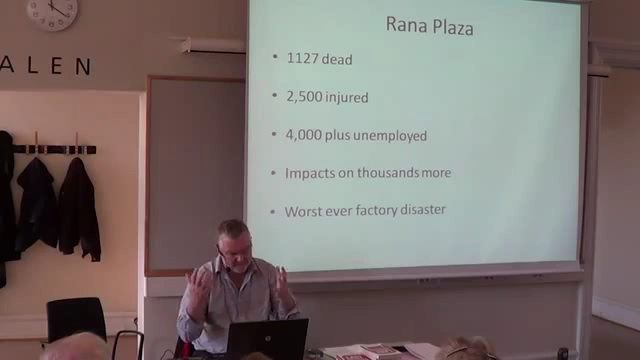 ALEN
Rana Plaza
• 1127 dead
• 2,500 injured
• 4,000 plus unemployed
• Impacts on thousands more
• Worst ever factory disaster
hp